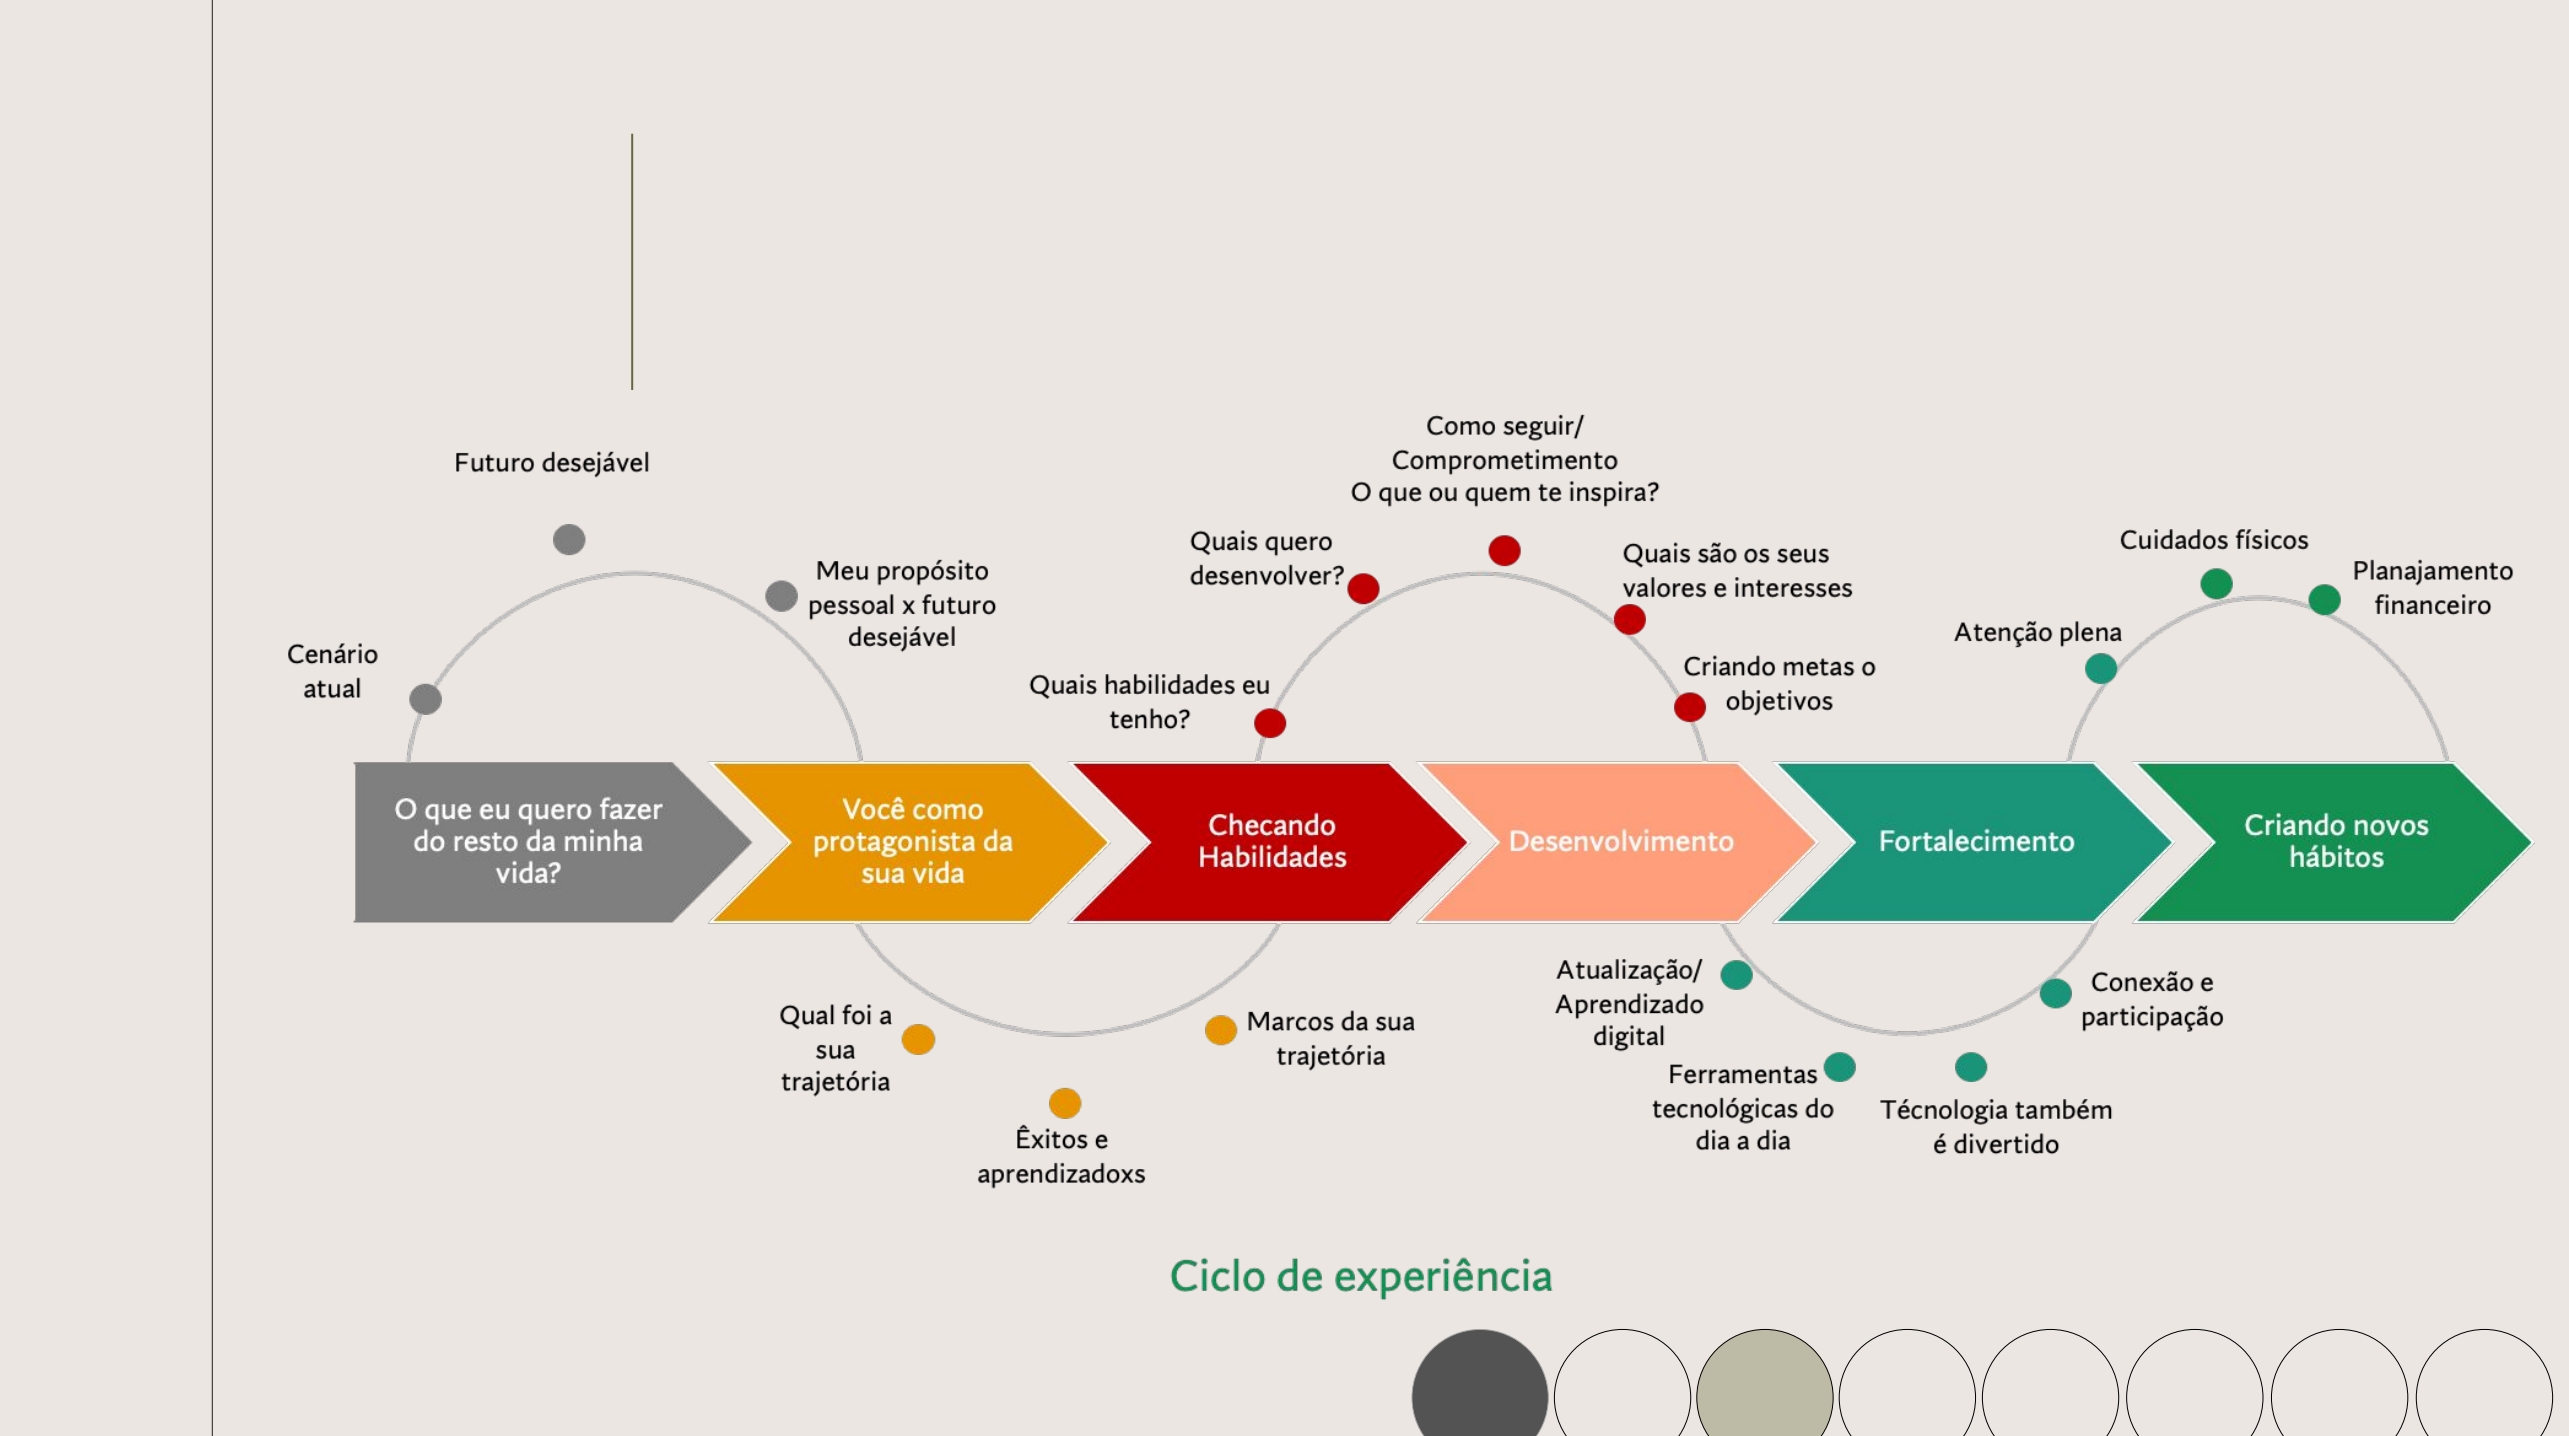 Futuro desejável
Cenário
atual
Meu propósito
pessoal x futuro
desejável
Quais habilidades eu
tenho?
Quais quero
desenvolver?
Como seguir/
Comprometimento
O que ou quem te inspira?
Quais são os seus
valores e interesses
Criando metas o
objetivos
Atenção plena
Cuidados físicos
Planajamento
financeiro
O que eu quero fazer
do resto da minha
vida?
Você como
protagonista da
sua vida
Checando
Habilidades
Desenvolvimento
Fortalecimento
Criando novos
hábitos
Qual foi a
sua
trajetória
Êxitos e
aprendizadoxs
Marcos da sua
trajetória
Atualização/
Aprendizado
digital
Ferramentas
tecnológicas do
dia a dia
Técnologia também
é divertido
Conexão e
participação
Ciclo de experiência